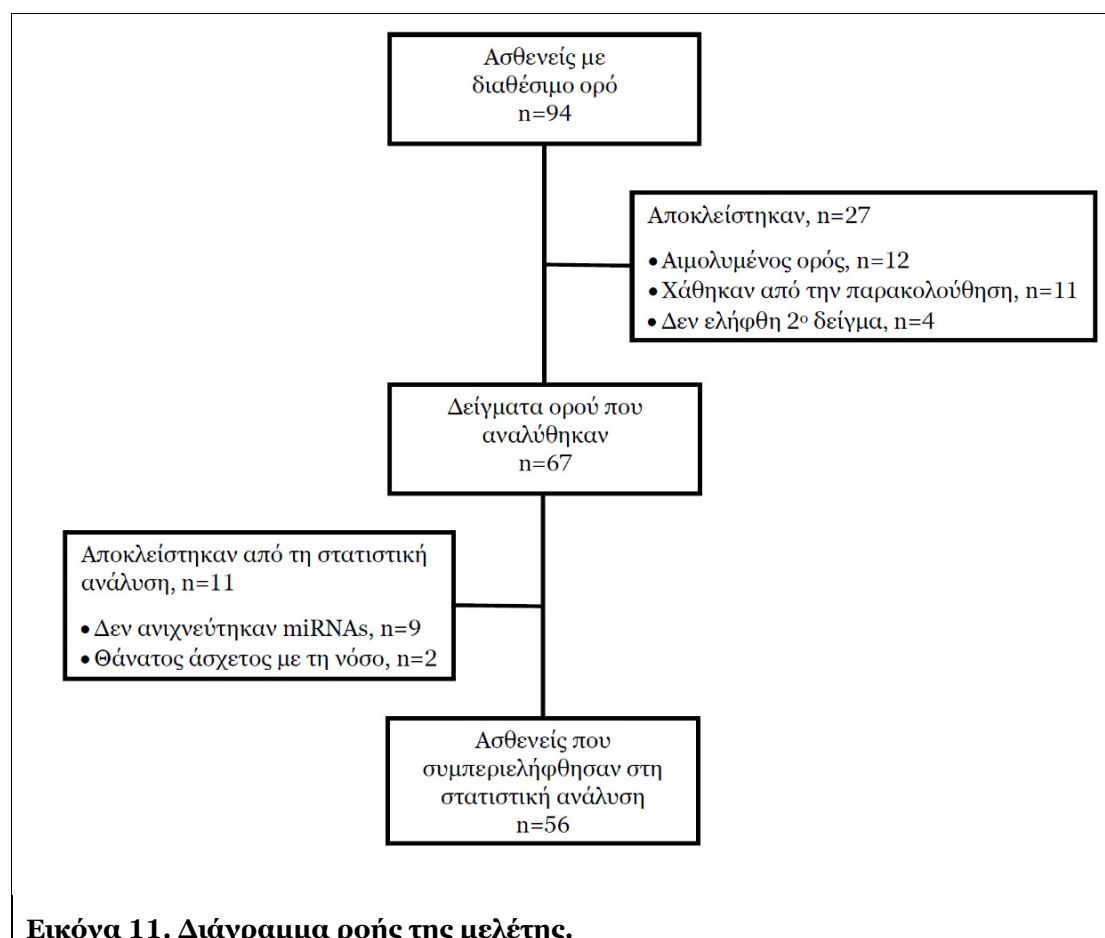 Ασθενείς με
διαθέσιμο ορό
n=94
Αποκλείστηκαν, n=27
• Αιμολυμένος ορός, n=12
• Χάθηκαν από την παρακολούθηση, n=11
• Δεν ελήφθη 2ο δείγμα, n=4
Δείγματα ορού που
αναλύθηκαν
n=67
Αποκλείστηκαν από τη στατιστική
ανάλυση, n=11
• Δεν ανιχνεύτηκαν miRNAs, n=9
• Θάνατος άσχετος με τη νόσο, n=2
Ασθενείς που
συμπεριελήφθησαν στη
στατιστική ανάλυση
n=56
Εικόνα 11. Διάγραμμα ροής της μελέτης.